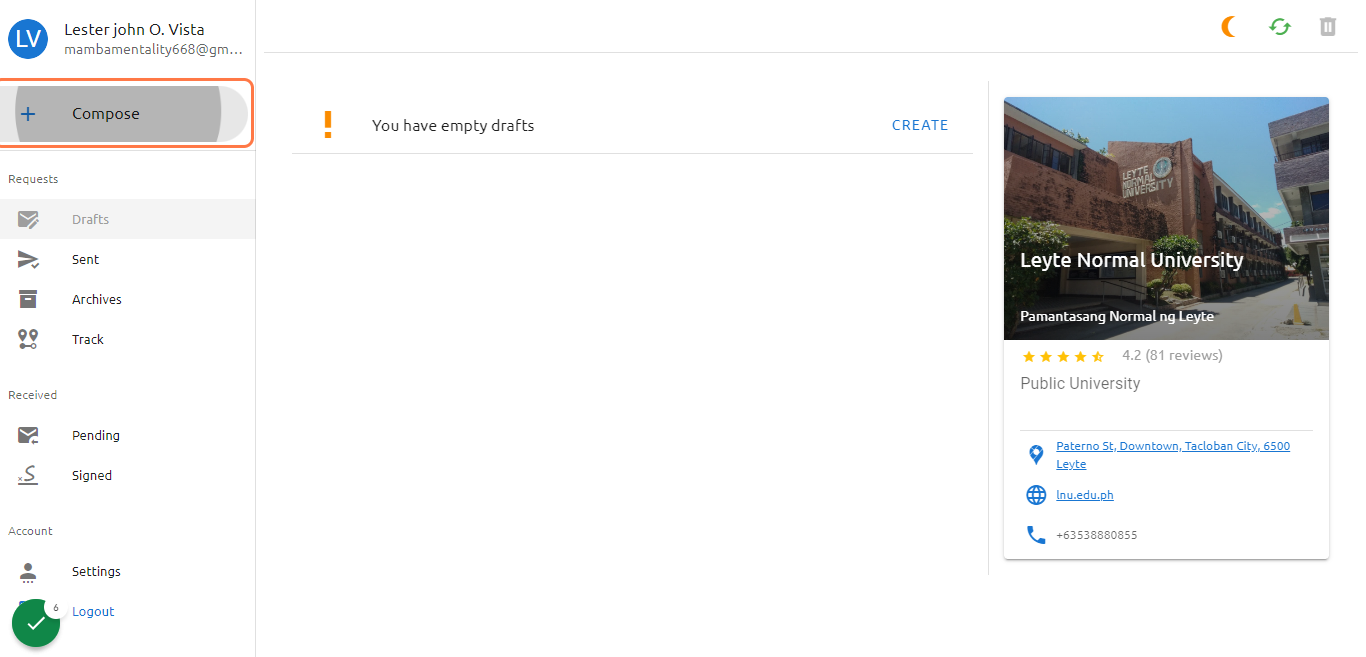 LV
Lester john O. Vista
mambamentality668@gm...
Compose
Requests
Drafts
Sent
Archives
Track
Received
Pending
Signed
Account
Settings
Logout
6
You have empty drafts
CREATE
LEYTE
NORMAL
UNIVERSITY
Leyte Normal University
Pamantasang Normal ng Leyte
4.2 (81 reviews)
Public University
Paterno St, Downtown, Tacloban City, 6500
Leyte
lnu.edu.ph
+63538880855